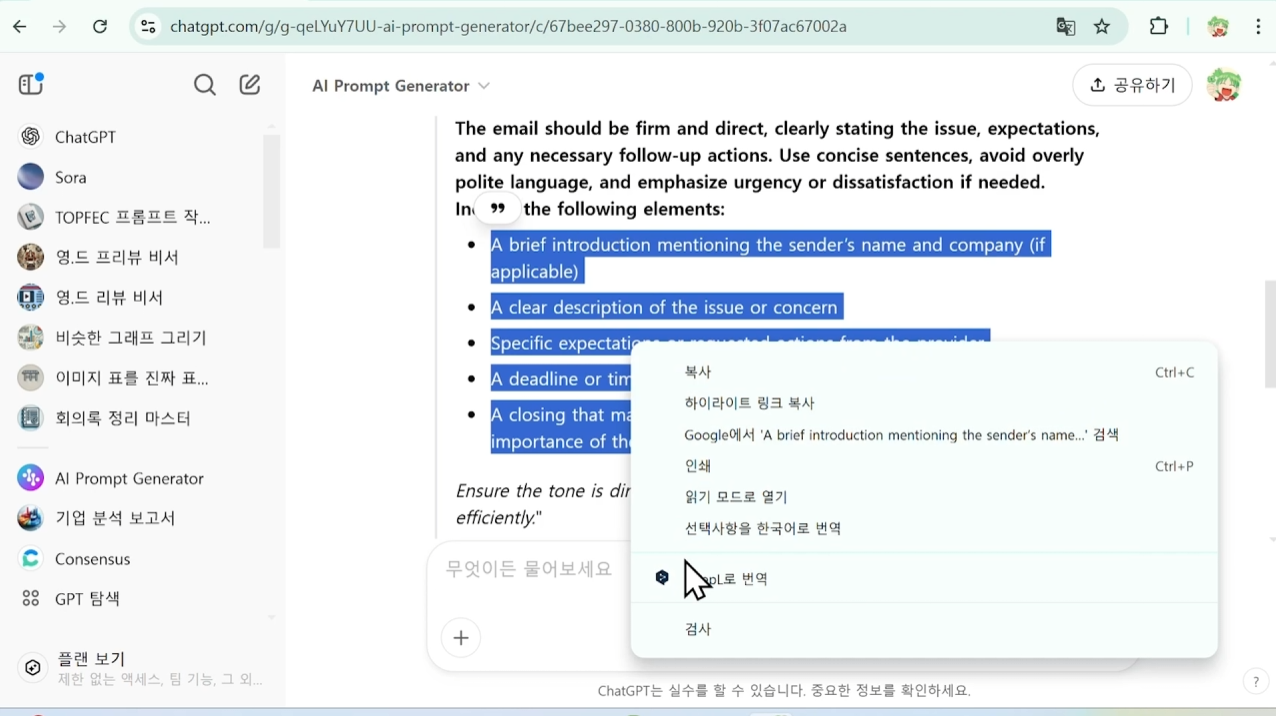 chatgpt.com/g/g-qeLYuY7UU-ai-prompt-generator/c/67bee297-0380-800b-920b-3f07ac67002a
AI Prompt Generator
공유하기
ChatGPT
Sora
TOPFEC 프롬프트 작...
영.드 프리뷰 비서
영.드 리뷰 비서
비슷한 그래프 그리기
이미지 표를 진짜 표...
회의록 정리 마스터
AI Prompt Generator
기업 분석 보고서
Consensus
GPT 탐색
플랜 보기
제한 없는 액세스, 팀 기능, 그 외...
The email should be firm and direct, clearly stating the issue, expectations,
and any necessary follow-up actions. Use concise sentences, avoid overly
polite language, and emphasize urgency or dissatisfaction if needed.
the following elements:
A brief introduction mentioning the sender's name and company (if
applicable)
A clear description of the issue or concern
Specific expectations or requested actions from the provider
A deadline or
A closing that
importance of
Ensure the tone is
efficiently."
복사 Ctrl+C
하이라이트 링크 복사
Google에서 'A brief introduction mentioning the sender's name...' 검색
인쇄 Ctrl+P
읽기 모드로 열기
선택사항을 한국어로 번역
번역
검사
무엇이든 물어보세요
ChatGPT는 실수를 할 수 있습니다. 중요한 정보를 확인하세요.
?